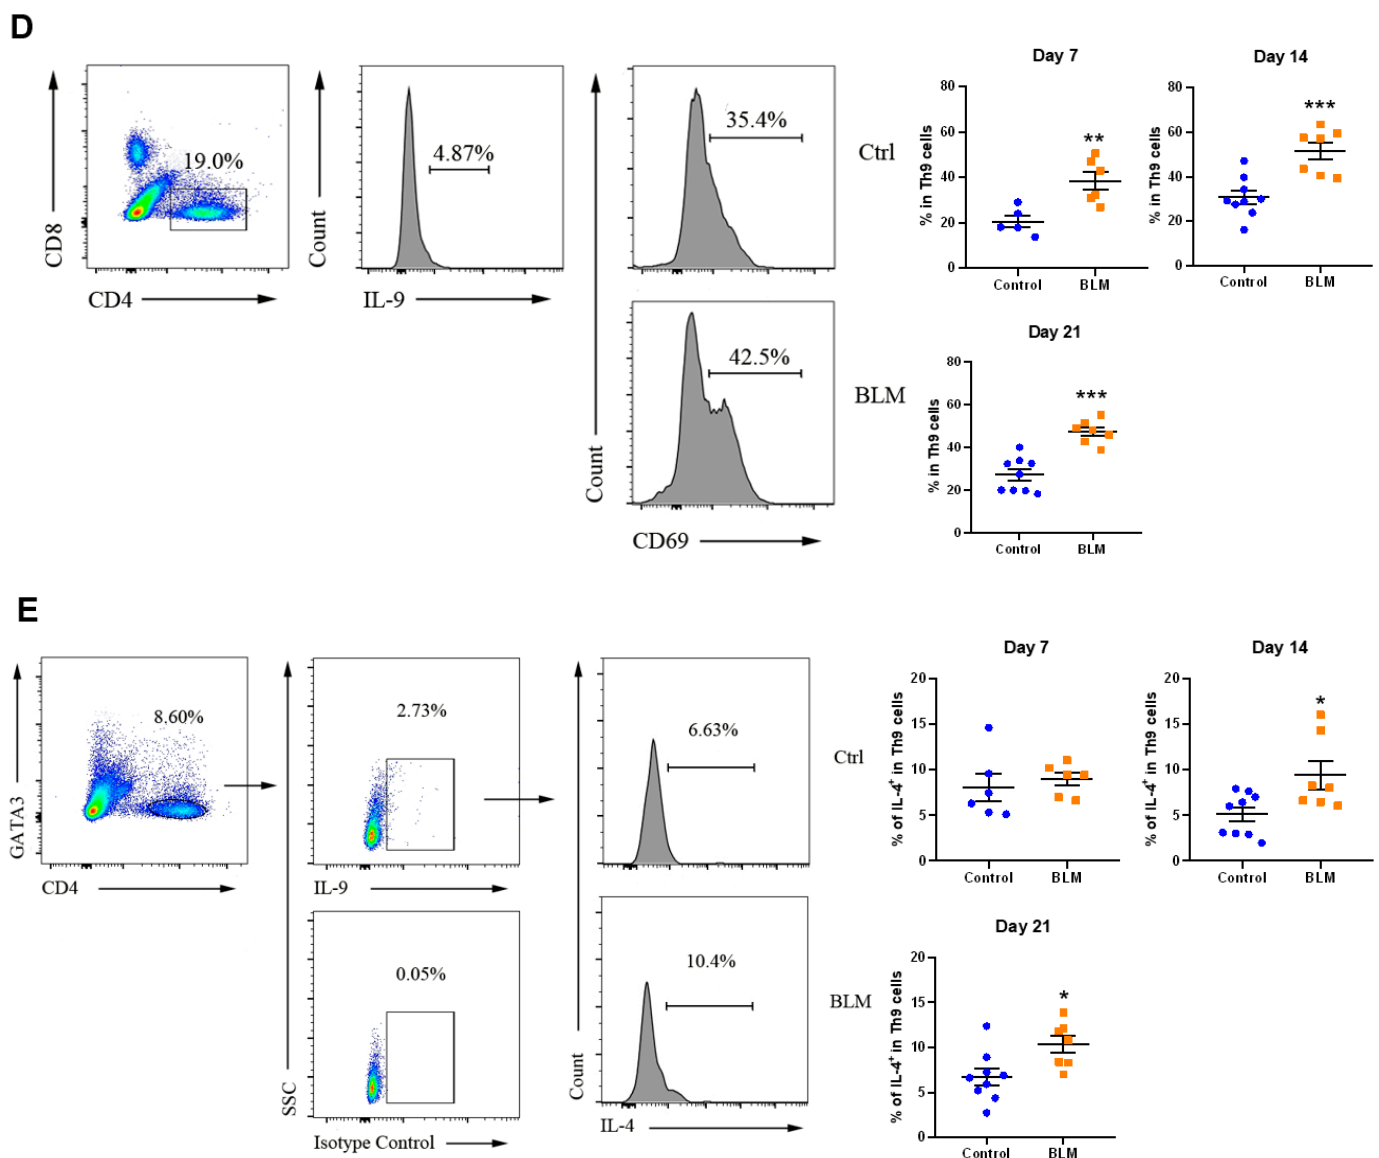 D
CD8
19.0%
CD4
Count
4.87%
IL-9
Count
35.4%
Ctrl
42.5%
BLM
CD69
Day 7
% in Th9 cells
80
60
40
20
0
**
Control
BLM
Day 14
% in Th9 cells
80
60
40
20
0
***
Control
BLM
Day 21
% in Th9 cells
80
60
40
20
0
***
Control
BLM
E
GATA3
8.60%
CD4
SSC
2.73%
IL-9
0.05%
Isotype Control
Count
6.63%
Ctrl
10.4%
BLM
IL-4
Day 7
% of IL-4+ in Th9 cells
20
15
10
5
0
Control
BLM
Day 14
% of IL-4+ in Th9 cells
20
15
10
5
0
*
Control
BLM
Day 21
% of IL-4+ in Th9 cells
20
15
10
5
0
*
Control
BLM